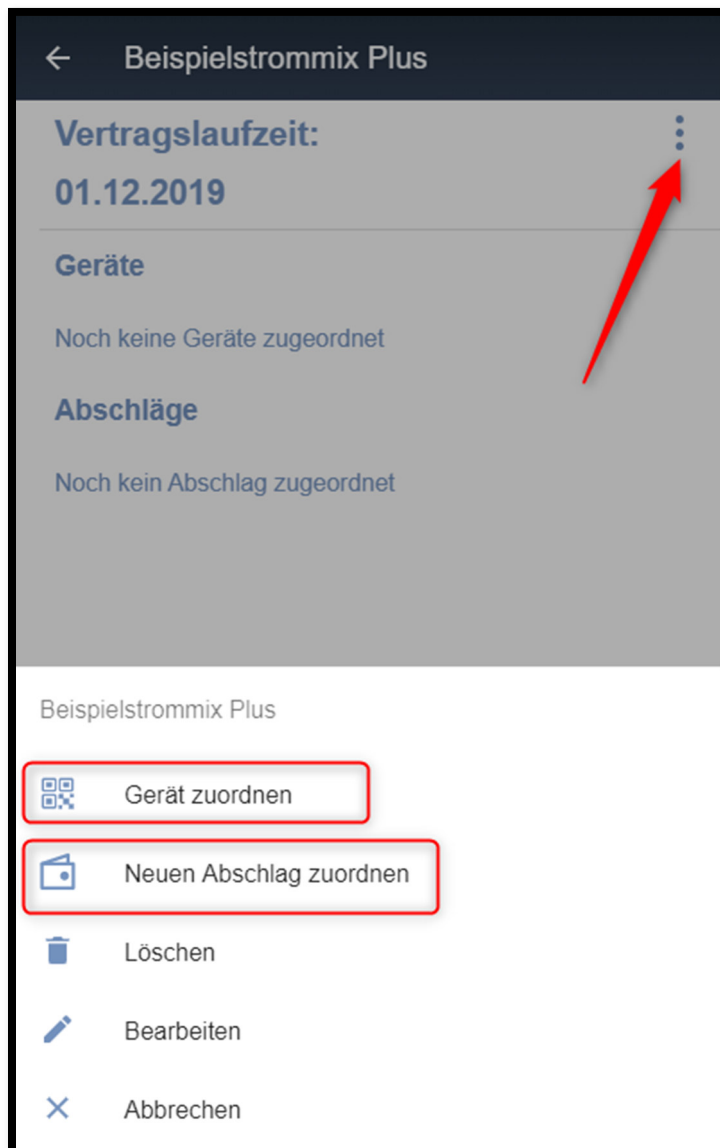 Beispielstrommix Plus
Vertragslaufzeit:
01.12.2019
Geräte
Noch keine Geräte zugeordnet
Abschläge
Noch kein Abschlag zugeordnet
Beispielstrommix Plus
Gerät zuordnen
Neuen Abschlag zuordnen
Löschen
Bearbeiten
Abbrechen